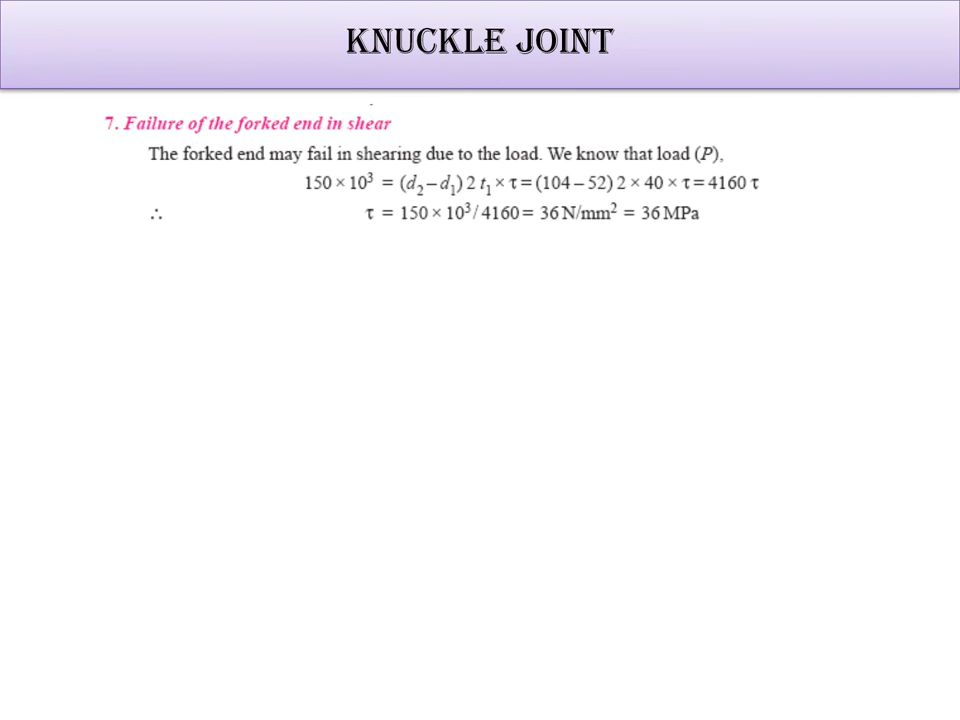 KNUCKLE JOINT
7. Failure of the forked end in shear
The forked end may fail in shearing due to the load. We know that load (P),
150 × 10³ = (d₂ – d₁) 2 t₁ × τ = (104 – 52) 2 × 40 × τ = 4160 τ
∴ τ = 150 × 10³ / 4160 = 36 N/mm² = 36 MPa